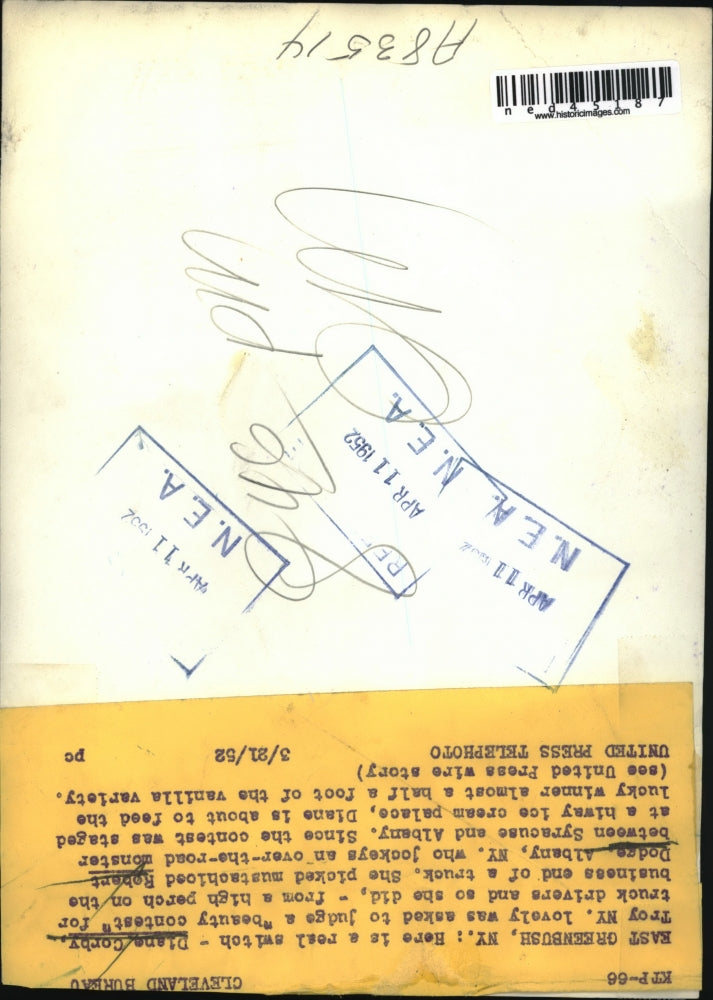 A83514
ned45187
www.historicimages.com
N.E.A.
APR 11 1952
N.E.A.
APR 11
N.E.A.
APR 11 1952
KTP-66 CLEVELAND BUREAU
EAST GREENBUSH, NY.: Here is a real switch - Diane Corby,
Troy NY. lovely was asked to judge a "beauty contest" for
truck drivers and so she did, - from a high perch on the
business end of a truck. She picked mustachioed Robert
Dodge Albany, NY. who jockeys an over-the-road monster
between Syracuse and Albany. Since the contest was staged
at a hiway ice cream palace, Diane is about to feed the
lucky winner almost a half a foot of the vanilla variety.
(see United Press wire story)
UNITED PRESS TELEPHOTO 3/21/52 pc